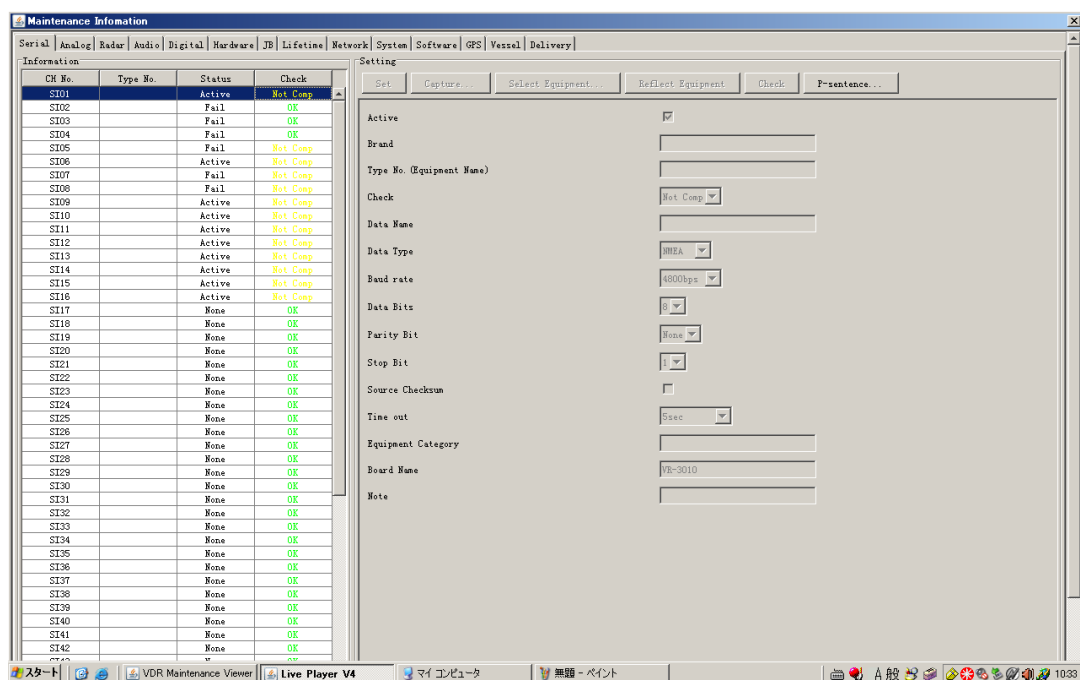 Maintenance Infomation
Serial Analog Radar Audio Digital Hardware JB Lifetime Network System Software GPS Vessel Delivery
Information
CH No. Type No. Status Check
SI01 Active Not Comp
SI02 Fail OK
SI03 Fail OK
SI04 Fail OK
SI05 Fail Not Comp
SI06 Active Not Comp
SI07 Fail Not Comp
SI08 Fail Not Comp
SI09 Active Not Comp
SI10 Active Not Comp
SI11 Active Not Comp
SI12 Active Not Comp
SI13 Active Not Comp
SI14 Active Not Comp
SI15 Active Not Comp
SI16 Active Not Comp
SI17 None OK
SI18 None OK
SI19 None OK
SI20 None OK
SI21 None OK
SI22 None OK
SI23 None OK
SI24 None OK
SI25 None OK
SI26 None OK
SI27 None OK
SI28 None OK
SI29 None OK
SI30 None OK
SI31 None OK
SI32 None OK
SI33 None OK
SI34 None OK
SI35 None OK
SI36 None OK
SI37 None OK
SI38 None OK
SI39 None OK
SI40 None OK
SI41 None OK
SI42 None OK
Setting
Set Capture... Select Equipment... Reflect Equipment Check P-sentence...
Active
Brand
Type No.(Equipment Name)
Check Not Comp
Data Name
Data Type NMEA
Baud rate 4800bps
Data Bits 8
Parity Bit None
Stop Bit 1
Source Checksum
Time out 5sec
Equipment Category
Board Name VR-3010
Note
スタート VDR Maintenance Viewer Live Player V4 マイ コンピュータ 無題 - ペイント A 般 10:33